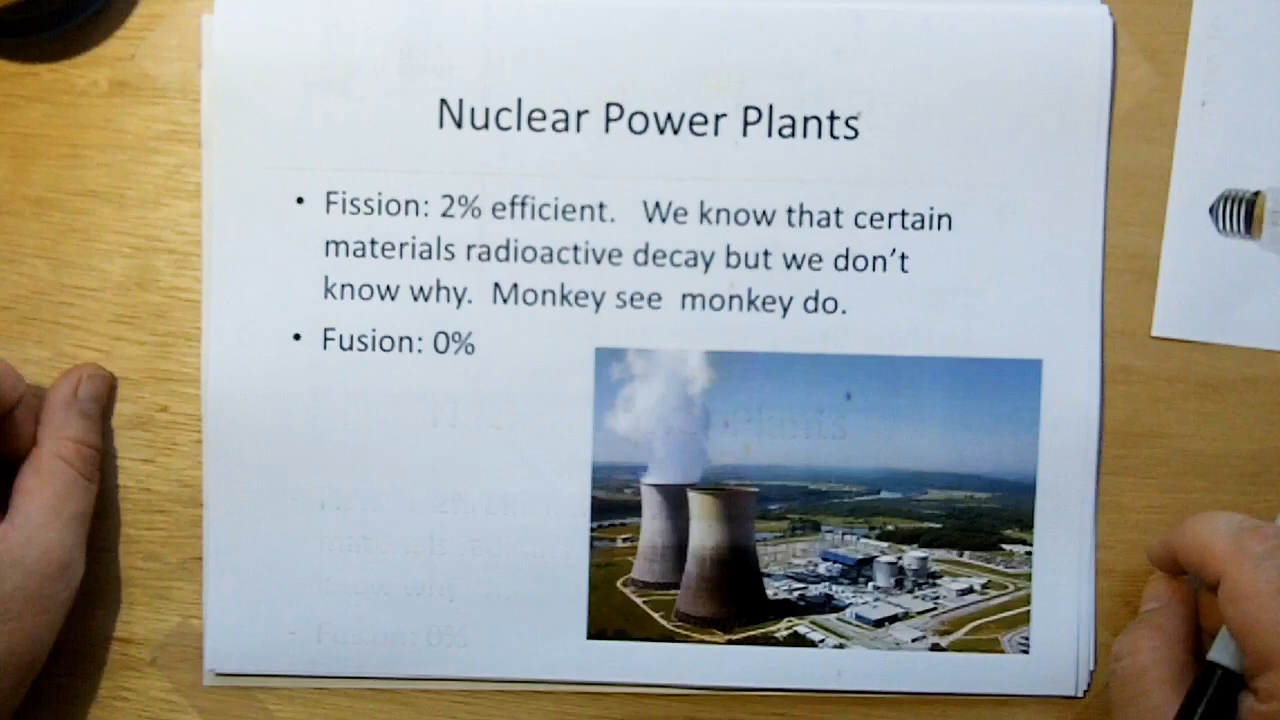 Nuclear Power Plants
• Fission: 2% efficient. We know that certain
materials radioactive decay but we don't
know why. Monkey see monkey do.
• Fusion: 0%